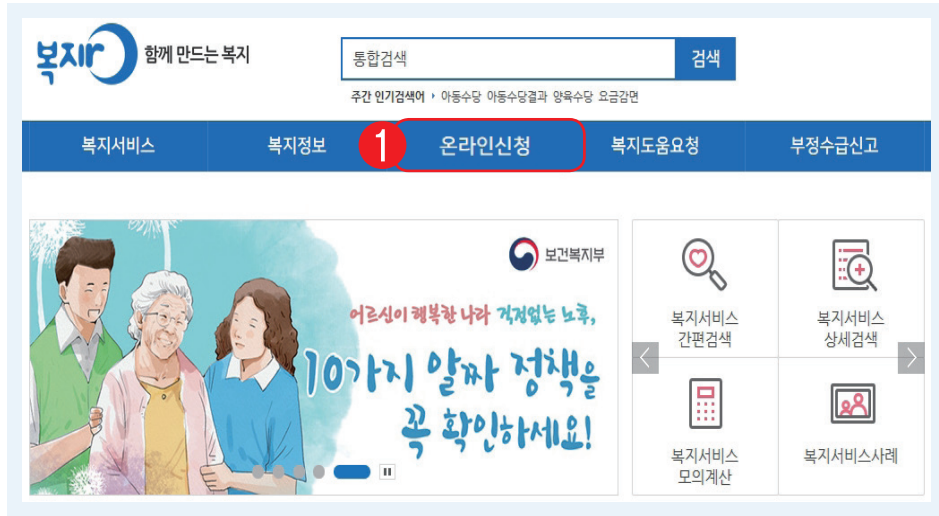 복지로 함께 만드는 복지
통합검색 검색
주간 인기검색어 ▸ 아동수당 아동수당결과 양육수당 요금감면
복지서비스 복지정보 1 온라인신청 복지도움요청 부정수급신고
보건복지부
어르신이 행복한 나라 걱정없는 노후,
10가지 알짜 정책을
꼭 확인하세요!
복지서비스
간편검색
복지서비스
상세검색
복지서비스
모의계산
복지서비스사례